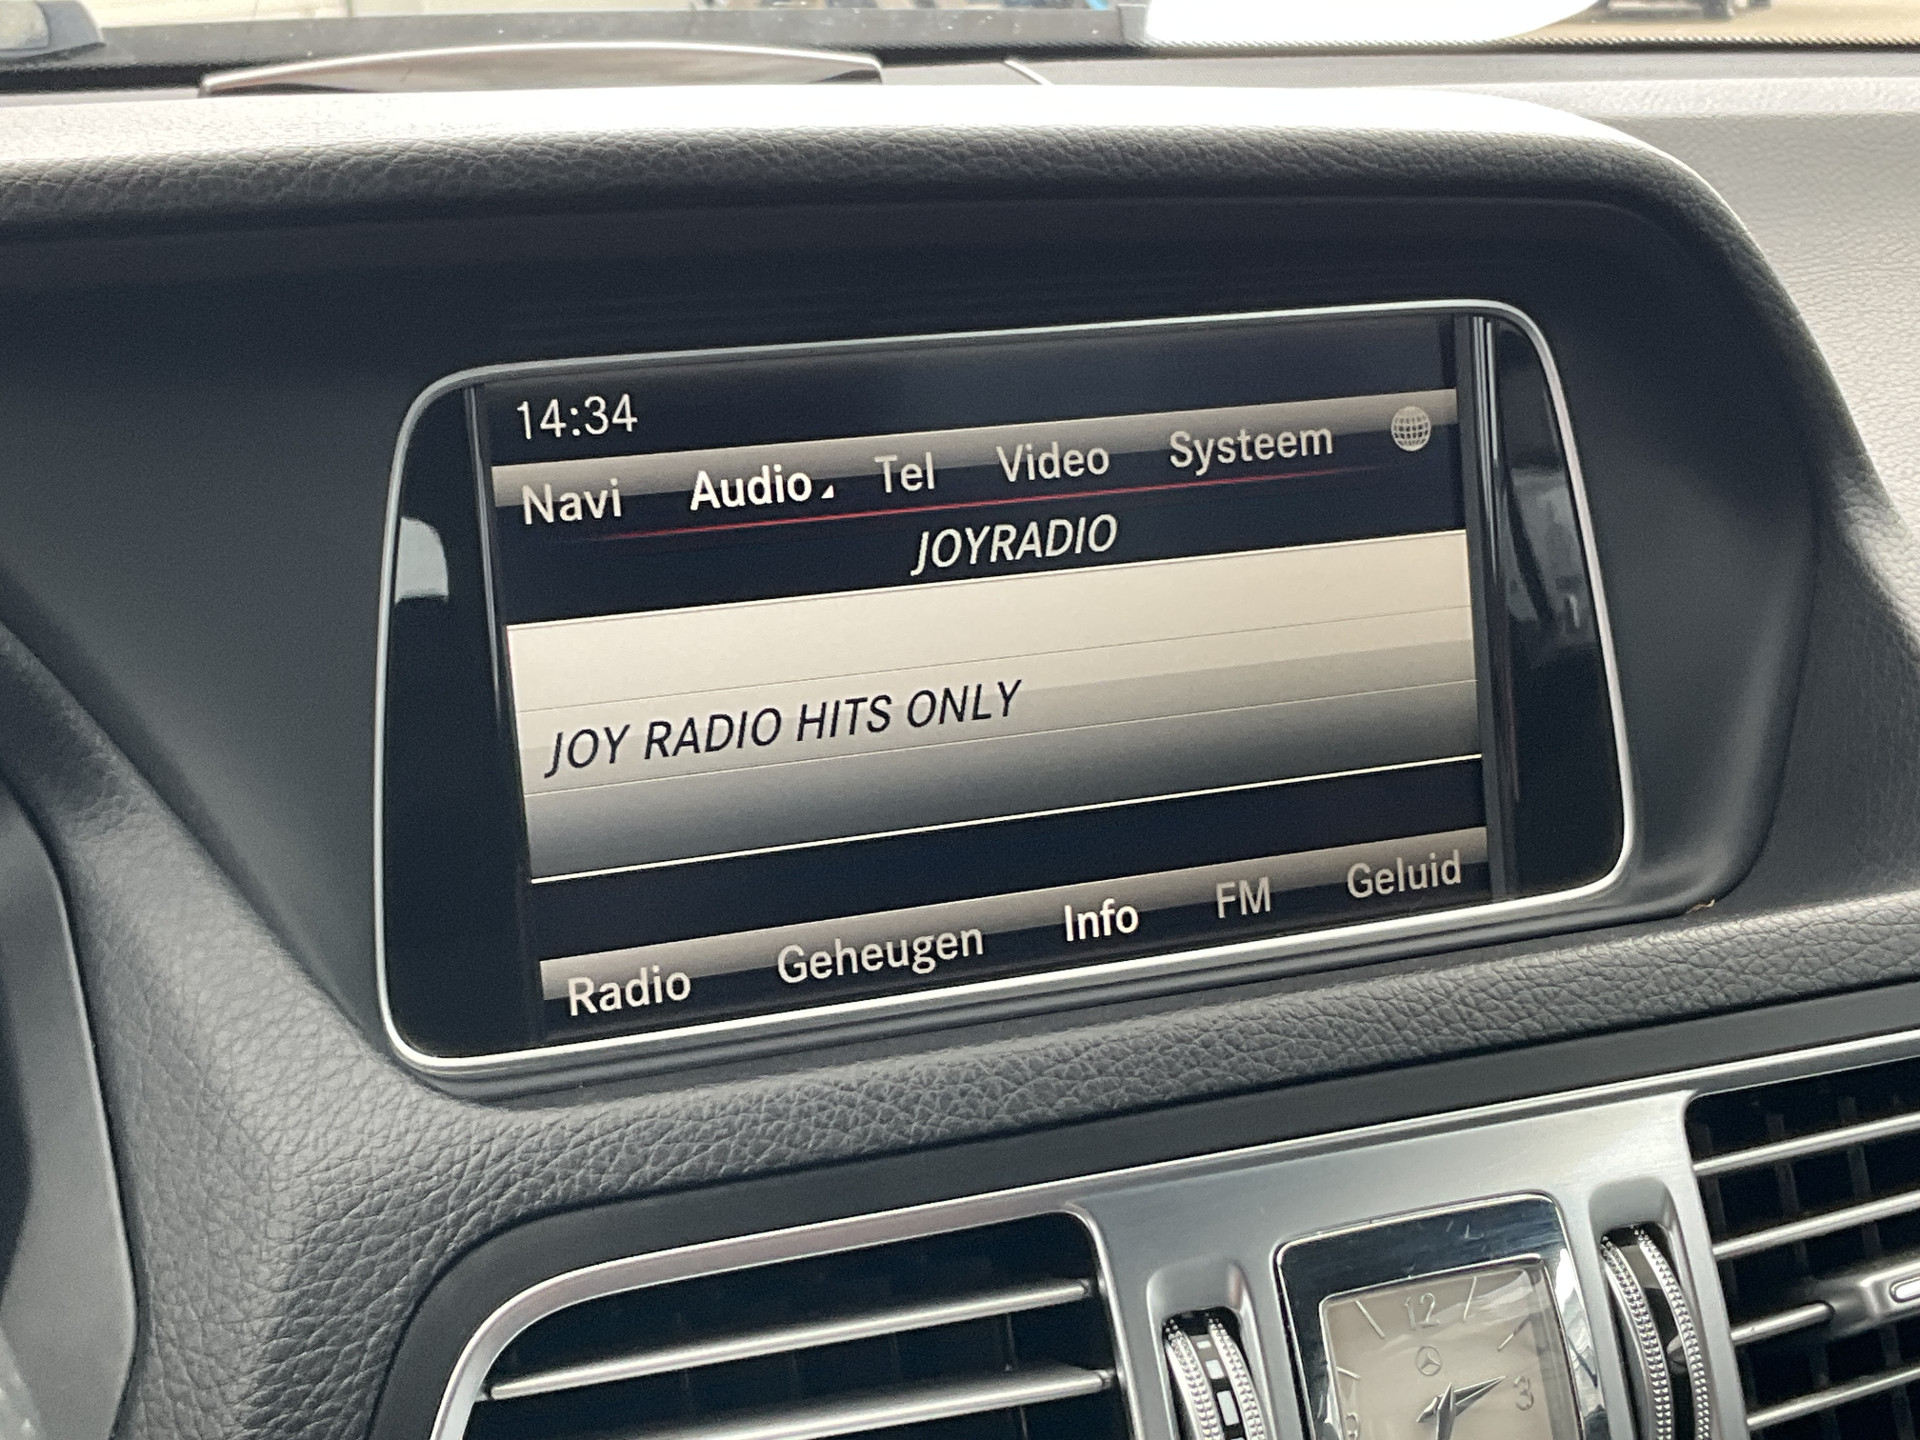 14:34
Navi Audio Tel Video Systeem
JOYRADIO
JOY RADIO HITS ONLY
Radio Geheugen Info FM Geluid
12
3